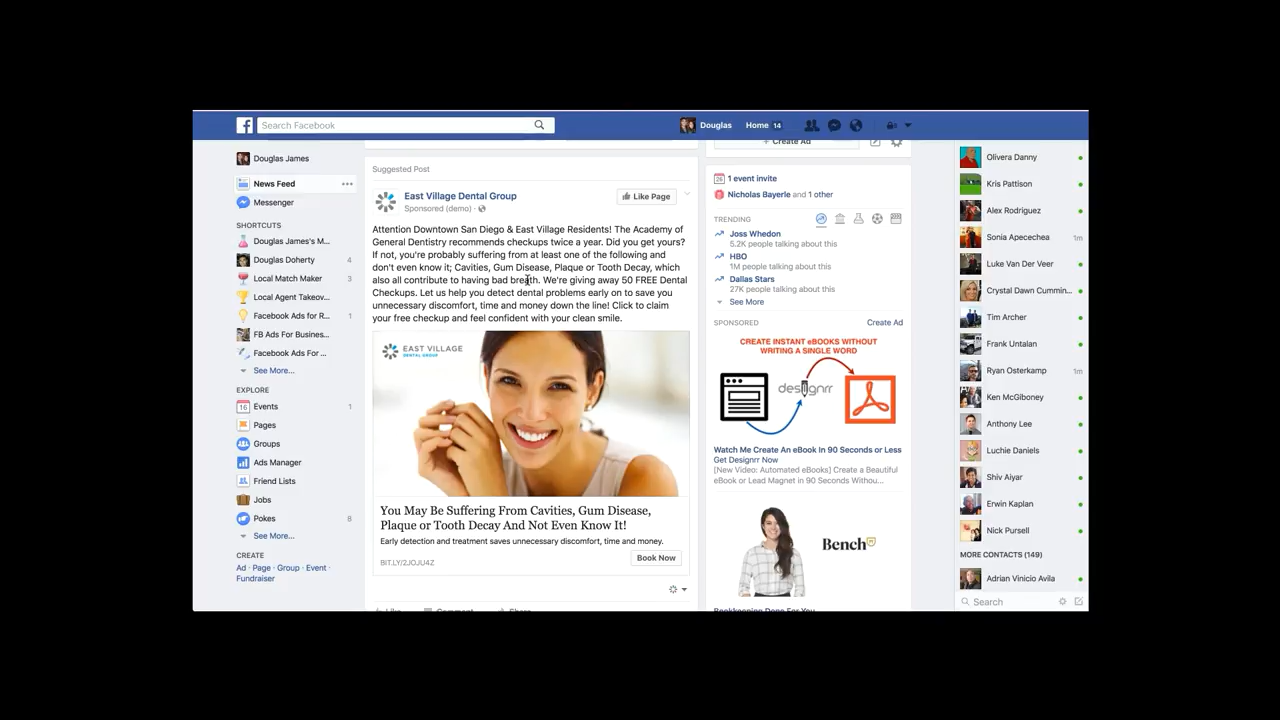 Search Facebook
Douglas
Home 14
Douglas James
News Feed
Messenger
SHORTCUTS
Douglas James's M...
Douglas Doherty 4
Local Match Maker 3
Local Agent Takeov...
Facebook Ads for R... 1
FB Ads For Busines...
Facebook Ads For ...
See More...
EXPLORE
Events 1
Pages
Groups
Ads Manager
Friend Lists
Jobs
Pokes 8
See More...
CREATE
Ad · Page · Group · Event ·
Fundraiser
Suggested Post
East Village Dental Group
Like Page
Sponsored (demo) ·
Attention Downtown San Diego & East Village Residents! The Academy of
General Dentistry recommends checkups twice a year. Did you get yours?
If not, you're probably suffering from at least one of the following and
don't even know it; Cavities, Gum Disease, Plaque or Tooth Decay, which
also all contribute to having bad breath. We're giving away 50 FREE Dental
Checkups. Let us help you detect dental problems early on to save you
unnecessary discomfort, time and money down the line! Click to claim
your free checkup and feel confident with your clean smile.
EAST VILLAGE
DENTAL GROUP
You May Be Suffering From Cavities, Gum Disease,
Plaque or Tooth Decay And Not Even Know It!
Early detection and treatment saves unnecessary discomfort, time and money.
Book Now
BIT.LY/2JOJU4Z
Like Comment Share
+ Create Ad
1 event invite
Nicholas Bayerle and 1 other
TRENDING
Joss Whedon
5.2K people talking about this
HBO
1M people talking about this
Dallas Stars
27K people talking about this
See More
SPONSORED
Create Ad
CREATE INSTANT eBOOKS WITHOUT
WRITING A SINGLE WORD
designrr
Watch Me Create An eBook In 90 Seconds or Less
Get Designrr Now
[New Video: Automated eBooks] Create a Beautiful
eBook or Lead Magnet in 90 Seconds Withou...
Bench
Bookkeeping Done For You
Olivera Danny
Kris Pattison
Alex Rodriguez
Sonia Apecechea 1m
Luke Van Der Veer
Crystal Dawn Cummin...
Tim Archer
Frank Untalan
Ryan Osterkamp 1m
Ken McGiboney
Anthony Lee
Luchie Daniels
Shiv Aiyar
Erwin Kaplan
Nick Pursell
MORE CONTACTS (149)
Adrian Vinicio Avila
Search